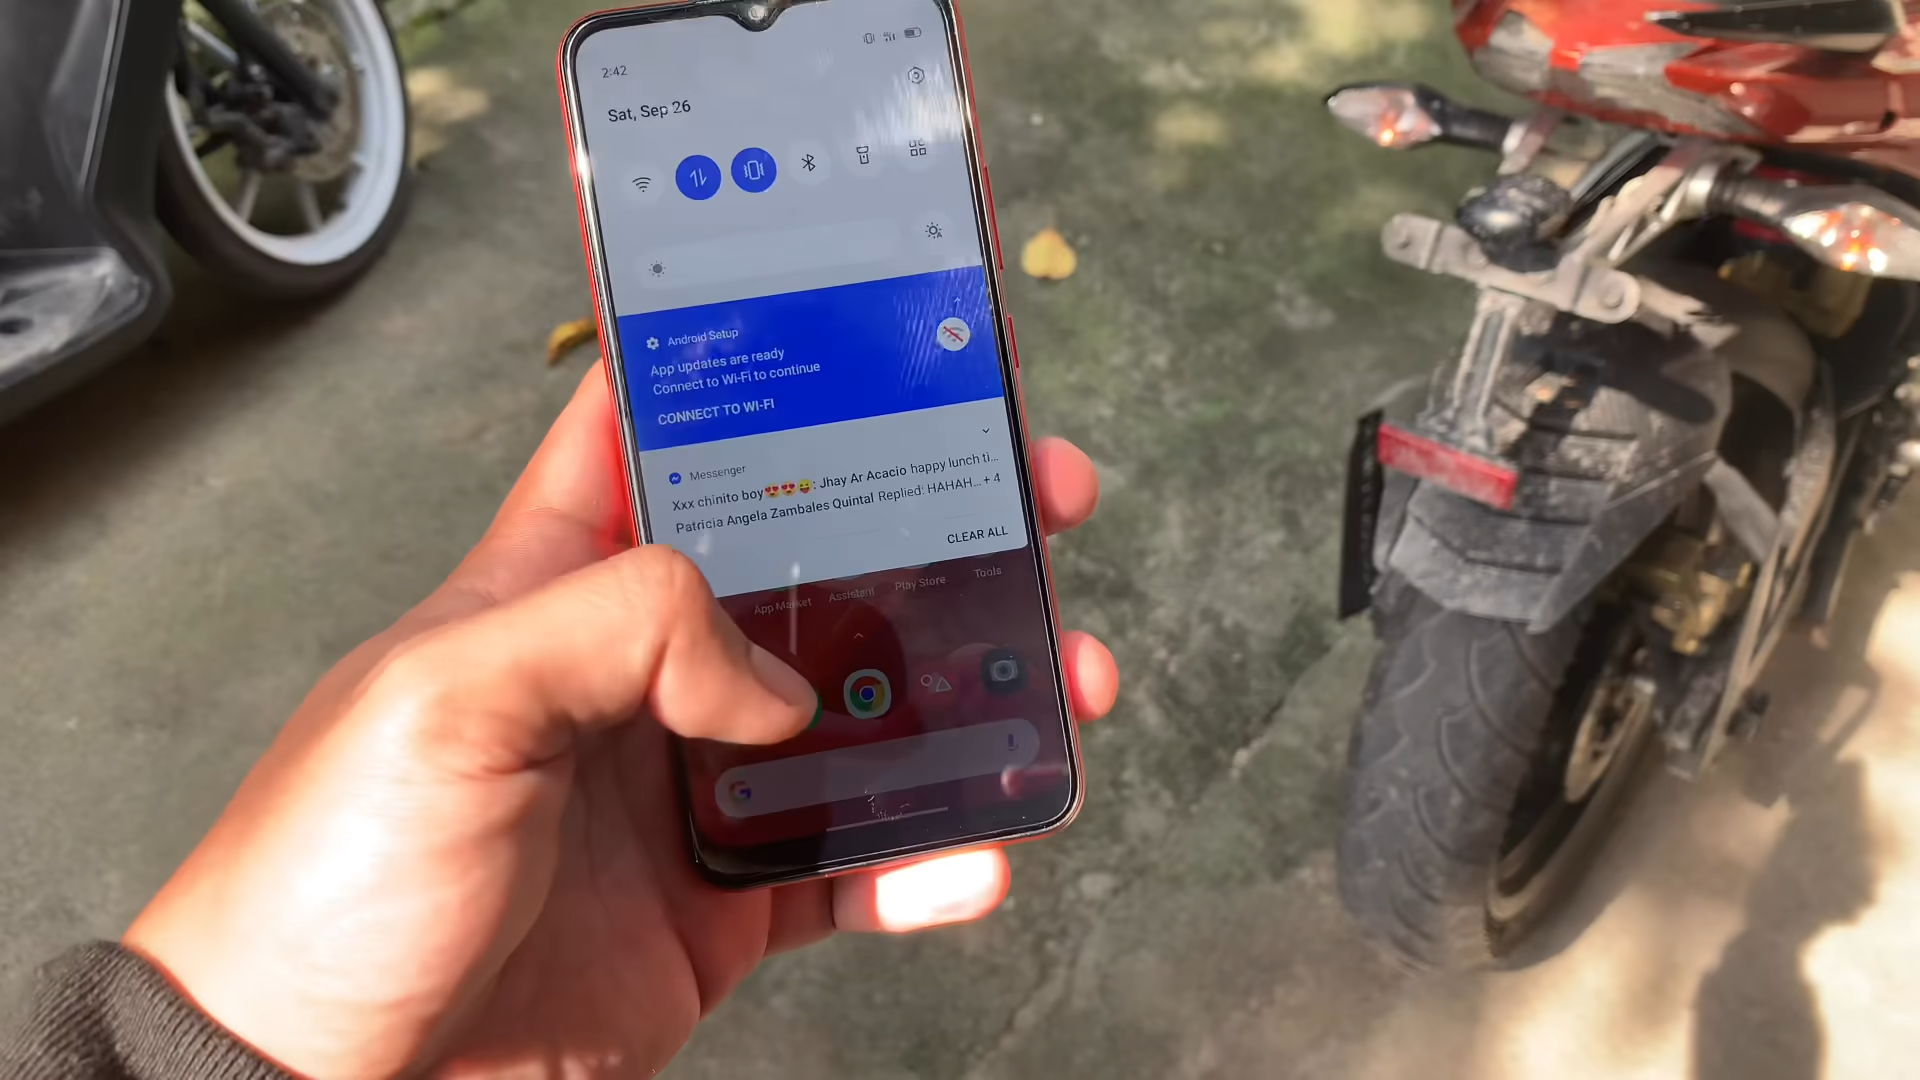 2:42
Sat, Sep 26
Android Setup
App updates are ready
Connect to Wi-Fi to continue
CONNECT TO WI-FI
Messenger
Xxx chinito boy😍😍😜: Jhay Ar Acacio happy lunch ti...
Patricia Angela Zambales Quintal Replied: HAHAH... + 4
CLEAR ALL
App Market Assistant Play Store Tools